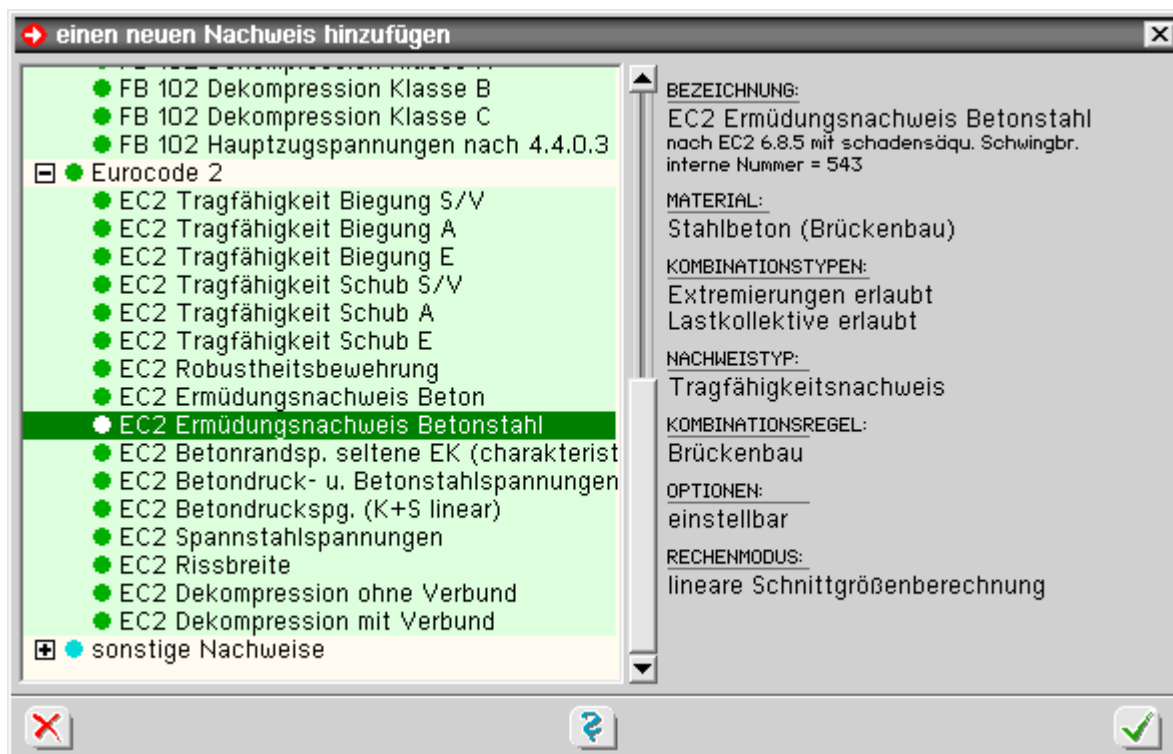 einen neuen Nachweis hinzufügen
FB 102 Dekompression Klasse B
FB 102 Dekompression Klasse C
FB 102 Hauptzugspannungen nach 4.4.0.3
Eurocode 2
EC2 Tragfähigkeit Biegung S/V
EC2 Tragfähigkeit Biegung A
EC2 Tragfähigkeit Biegung E
EC2 Tragfähigkeit Schub S/V
EC2 Tragfähigkeit Schub A
EC2 Tragfähigkeit Schub E
EC2 Robustheitsbewehrung
EC2 Ermüdungsnachweis Beton
EC2 Ermüdungsnachweis Betonstahl
EC2 Betonrandsp. seltene EK (charakterist
EC2 Betondruck- u. Betonstahlspannungen
EC2 Betondruckspg. (K+S linear)
EC2 Spannstahlspannungen
EC2 Rissbreite
EC2 Dekompression ohne Verbund
EC2 Dekompression mit Verbund
sonstige Nachweise
BEZEICHNUNG:
EC2 Ermüdungsnachweis Betonstahl
nach EC2 6.8.5 mit schadensäqu. Schwingbr.
interne Nummer = 543
MATERIAL:
Stahlbeton (Brückenbau)
KOMBINATIONSTYPEN:
Extremierungen erlaubt
Lastkollektive erlaubt
NACHWEISTYP:
Tragfähigkeitsnachweis
KOMBINATIONSREGEL:
Brückenbau
OPTIONEN:
einstellbar
RECHENMODUS:
lineare Schnittgrößenberechnung